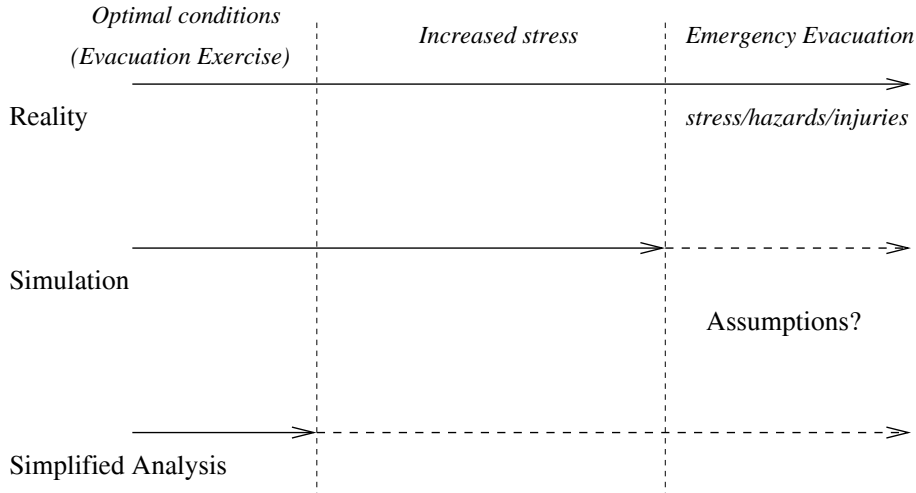 Optimal conditions
(Evacuation Exercise)
Increased stress
Emergency Evacuation
Reality
stress/hazards/injuries
Simulation
Assumptions?
Simplified Analysis